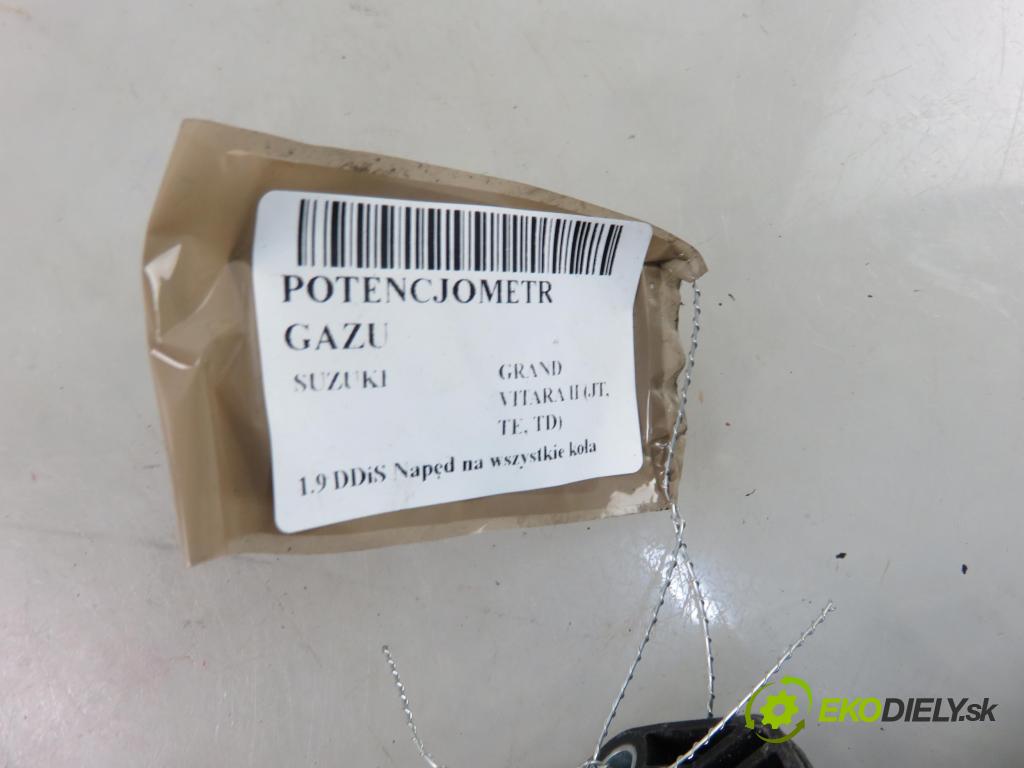 POTENCJOMETR
GAZU
SUZUKI
GRAND
VITARA II (JT,
TE, TD)
1.9 DDiS Napęd na wszystkie koła
EKODIELY.sk